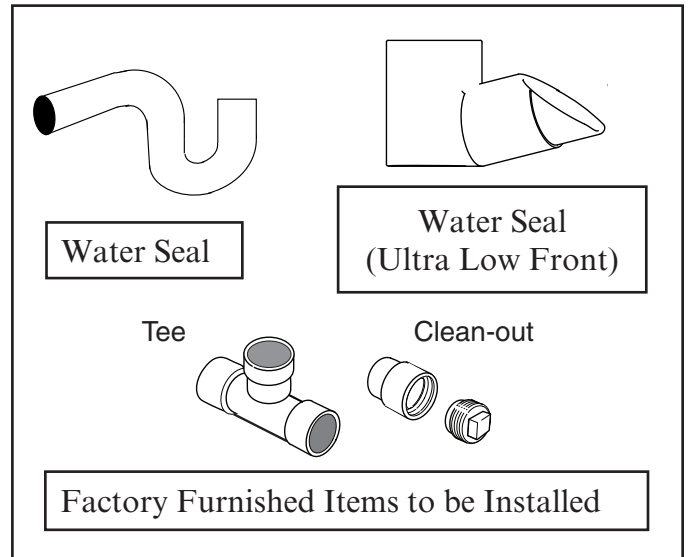 Water Seal
Water Seal
(Ultra Low Front)
Tee
Clean-out
Factory Furnished Items to be Installed